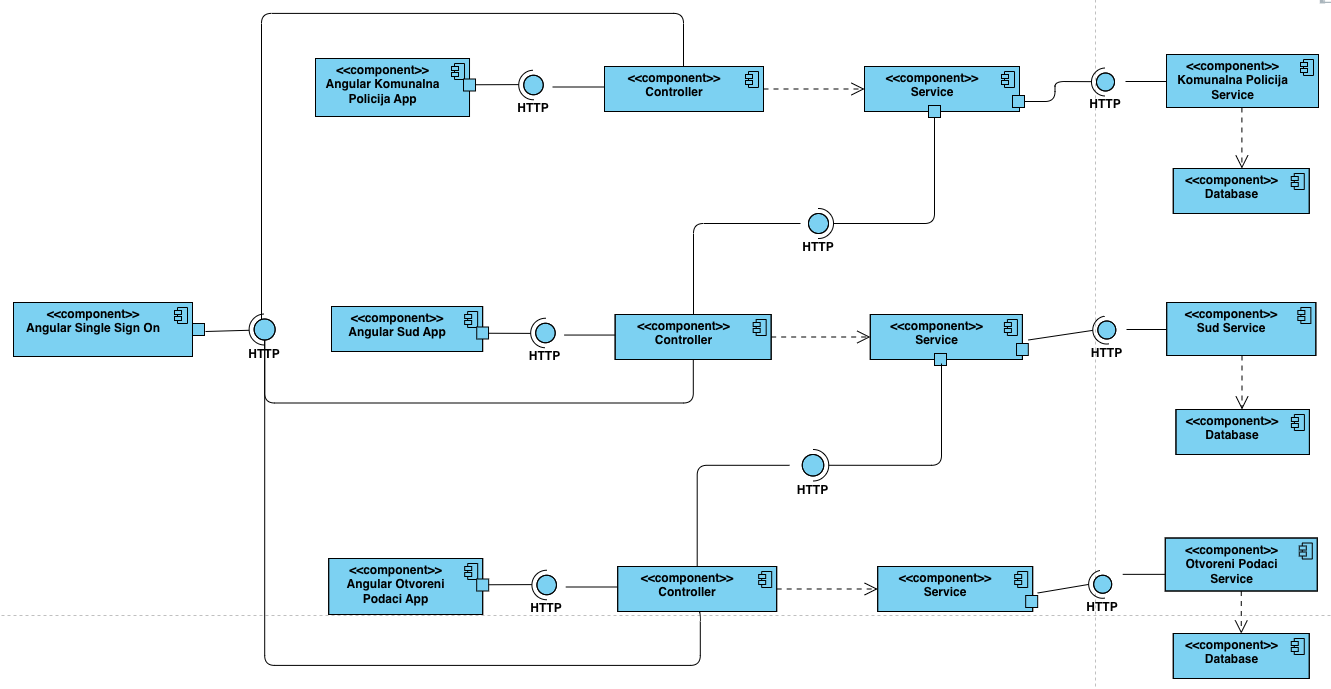 <<component>>
Angular Komunalna
Policija App
HTTP
<<component>>
Controller
<<component>>
Service
HTTP
<<component>>
Komunalna Policija
Service
<<component>>
Database
HTTP
<<component>>
Angular Single Sign On
HTTP
<<component>>
Angular Sud App
HTTP
<<component>>
Controller
<<component>>
Service
HTTP
<<component>>
Sud Service
<<component>>
Database
HTTP
<<component>>
Angular Otvoreni
Podaci App
HTTP
<<component>>
Controller
<<component>>
Service
HTTP
<<component>>
Otvoreni Podaci
Service
<<component>>
Database